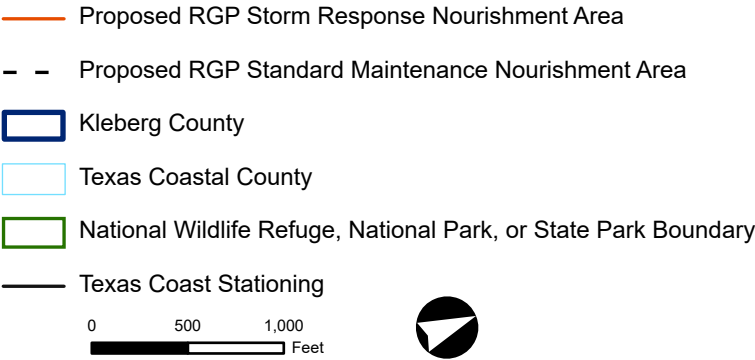 Proposed RGP Storm Response Nourishment Area
Proposed RGP Standard Maintenance Nourishment Area
Kleberg County
Texas Coastal County
National Wildlife Refuge, National Park, or State Park Boundary
Texas Coast Stationing
0 500 1,000
Feet